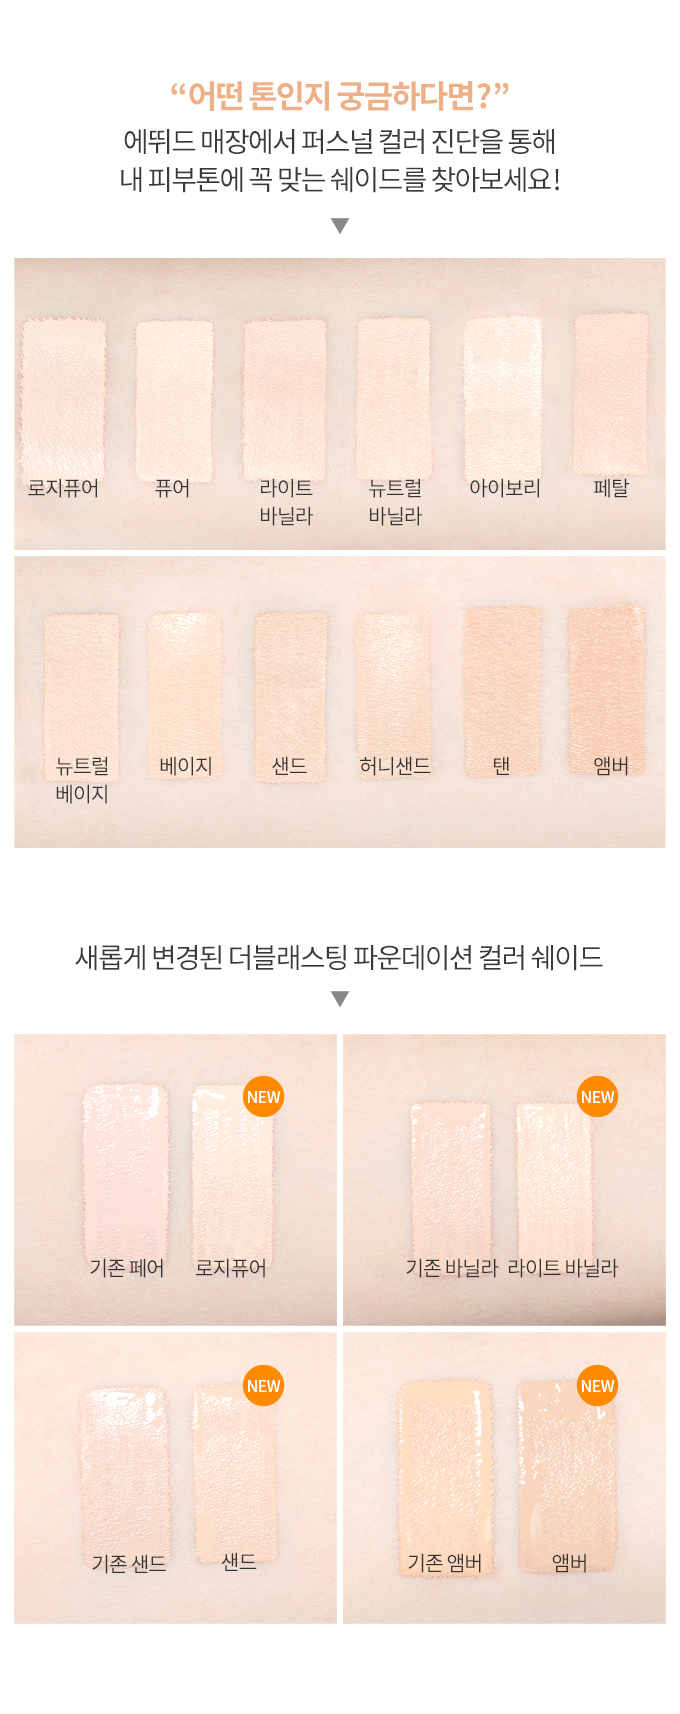 “어떤 톤인지 궁금하다면?”
에뛰드 매장에서 퍼스널 컬러 진단을 통해
내 피부톤에 꼭 맞는 쉐이드를 찾아보세요!
로지퓨어
퓨어
라이트
바닐라
뉴트럴
바닐라
아이보리
페탈
뉴트럴
베이지
베이지
샌드
허니샌드
탠
앰버
새롭게 변경된 더블래스팅 파운데이션 컬러 쉐이드
NEW
기존 페어
로지퓨어
NEW
기존 바닐라
라이트 바닐라
NEW
기존 샌드
샌드
NEW
기존 앰버
앰버